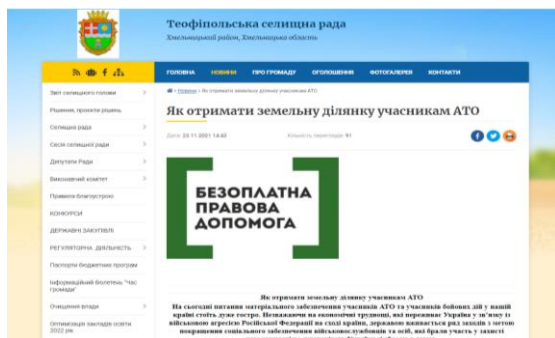 Теофіпольська селищна рада
Хмельницький район, Хмельницька область
ГОЛОВНА НОВИНИ ПРО ГРОМАДУ ОГОЛОШЕННЯ ФОТОГАЛЕРЕЯ КОНТАКТИ
Звіт селищного голови
Рішення, проєкти рішень
Селищна рада
Сесія селищної ради
Депутати Ради
Виконавчий комітет
Правила благоустрою
КОНКУРСИ
ДЕРЖАВНІ ЗАКУПІВЛІ
РЕГУЛЯТОРНА ДІЯЛЬНІСТЬ
Паспорти бюджетних програм
Інформаційний бюлетень "Час
громади"
Очищення влади
Оптимізація закладів освіти
2022 рік
Новини » Як отримати земельну ділянку учасникам АТО
Як отримати земельну ділянку учасникам АТО
Дата: 23.11.2021 14:40 Кількість переглядів: 91
БЕЗОПЛАТНА
ПРАВОВА
ДОПОМОГА
Як отримати земельну ділянку учасникам АТО
На сьогодні питання матеріального забезпечення учасників АТО та учасників бойових дій у нашій
країні стоїть дуже гостро. Незважаючи на економічні труднощі, які переживає Україна у зв'язку із
військовою агресією Російської Федерації на сході країни, державою вживається ряд заходів з метою
покращення соціального забезпечення військовослужбовців та осіб, які брали участь у захисті